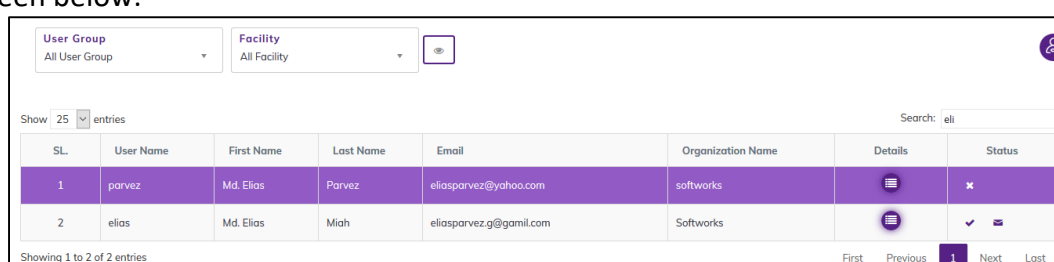 een below:
User Group
All User Group
Facility
All Facility
Show 25 entries
Search: eli
SL. User Name First Name Last Name Email Organization Name Details Status
1 parvez Md. Elias Parvez eliasparvez@yahoo.com softworks
2 elias Md. Elias Miah eliasparvez.g@gamil.com Softworks
Showing 1 to 2 of 2 entries
First Previous 1 Next Last